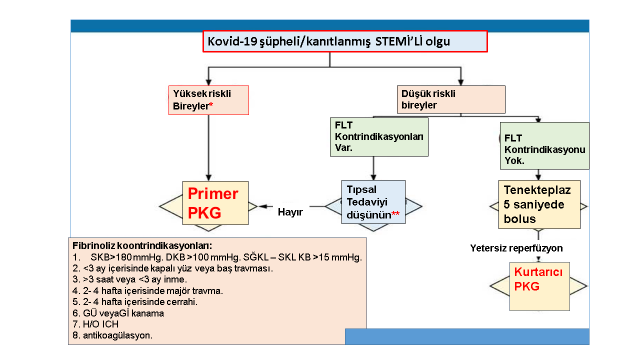 Kovid-19 şüpheli/kanıtlanmış STEMİ'Lİ olgu
Yüksek riskli
Bireyler*
Düşük riskli
bireyler
FLT
Kontrindikasyonları
Var.
FLT
Kontrindikasyonu
Yok.
Primer
PKG
Hayır
Tıpsal
Tedaviyi
düşünün**
Tenekteplaz
5 saniyede
bolus
Yetersiz reperfüzyon
Kurtarıcı
PKG
Fibrinoliz koontrindikasyonları:
1. SKB>180 mmHg. DKB >100 mmHg. SĞKL – SKL KB >15 mmHg.
2. <3 ay içerisinde kapalı yüz veya baş travması.
3. >3 saat veya <3 ay inme.
4. 2- 4 hafta içerisinde majör travma.
5. 2- 4 hafta içerisinde cerrahi.
6. GÜ veyaGİ kanama
7. H/O ICH
8. antikoagülasyon.